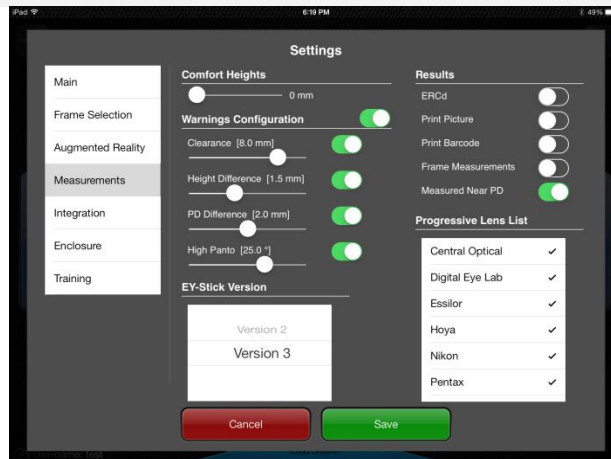 iPad
6:19 PM
49%
Settings
Main
Frame Selection
Augmented Reality
Measurements
Integration
Enclosure
Training
Comfort Heights
0 mm
Warnings Configuration
Clearance [8.0 mm]
Height Difference [1.5 mm]
PD Difference [2.0 mm]
High Panto [25.0 °]
EY-Stick Version
Version 2
Version 3
Results
ERCd
Print Picture
Print Barcode
Frame Measurements
Measured Near PD
Progressive Lens List
Central Optical
Digital Eye Lab
Essilor
Hoya
Nikon
Pentax
Cancel
Save
username: test